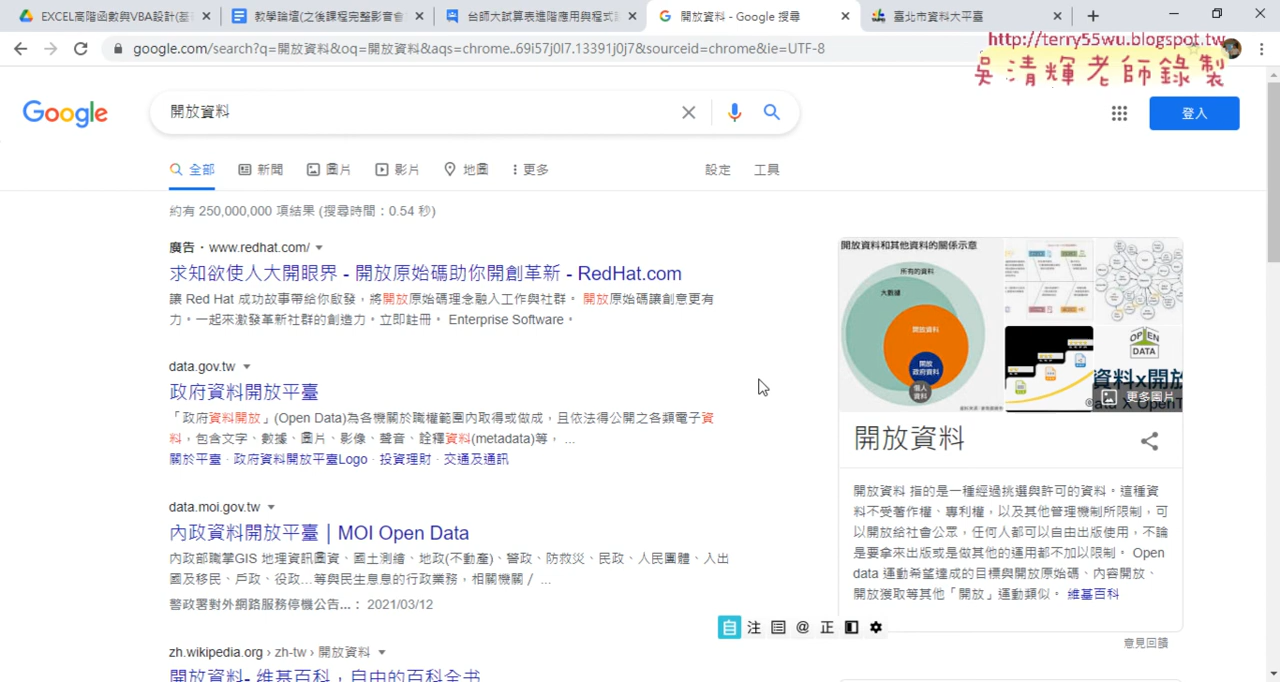 EXCEL高階函數與VBA設計(基
教學論壇(之後課程完整影音會
台師大試算表進階應用與程式
開放資料 - Google 搜尋
臺北市資料大平臺
google.com/search?q=開放資料&oq=開放資料&aqs=chrome..69i57j0l7.13391j0j7&sourceid=chrome&ie=UTF-8
http://terry55wu.blogspot.tw
吳清輝老師錄製
Google
開放資料
登入
全部 新聞 圖片 影片 地圖 更多 設定 工具
約有 250,000,000 項結果 (搜尋時間：0.54 秒)
廣告・www.redhat.com/
求知欲使人大開眼界 - 開放原始碼助你開創革新 - RedHat.com
讓 Red Hat 成功故事帶給你啟發，將開放原始碼理念融入工作與社群。 開放原始碼讓創意更有
力。一起來激發革新社群的創造力。立即註冊。 Enterprise Software。
data.gov.tw
政府資料開放平臺
「政府資料開放」(Open Data)為各機關於職權範圍內取得或做成，且依法得公開之各類電子資
料，包含文字、數據、圖片、影像、聲音、詮釋資料(metadata)等， ...
關於平臺 · 政府資料開放平臺Logo · 投資理財 · 交通及通訊
data.moi.gov.tw
內政資料開放平臺 | MOI Open Data
內政部職掌GIS 地理資訊圖資、國土測繪、地政(不動產)、警政、防救災、民政、人民團體、入出
國及移民、戶政、役政...等與民生息息的行政業務，相關機關 / ...
警政署對外網路服務停機公告...： 2021/03/12
zh.wikipedia.org › zh-tw › 開放資料
開放資料- 维基百科，自由的百科全书
開放資料和其他資料的關係示意
所有的資料
大數據
開放資料
開放
政府資料
個人
資料
OPEN
DATA
資料x開放
更多圖片
開放資料
開放資料 指的是一種經過挑選與許可的資料。這種資
料不受著作權、專利權，以及其他管理機制所限制，可
以開放給社會公眾，任何人都可以自由出版使用，不論
是要拿來出版或是做其他的運用都不加以限制。 Open
data 運動希望達成的目標與開放原始碼、內容開放、
開放獲取等其他「開放」運動類似。 維基百科
自 注 @ 正
意見回饋